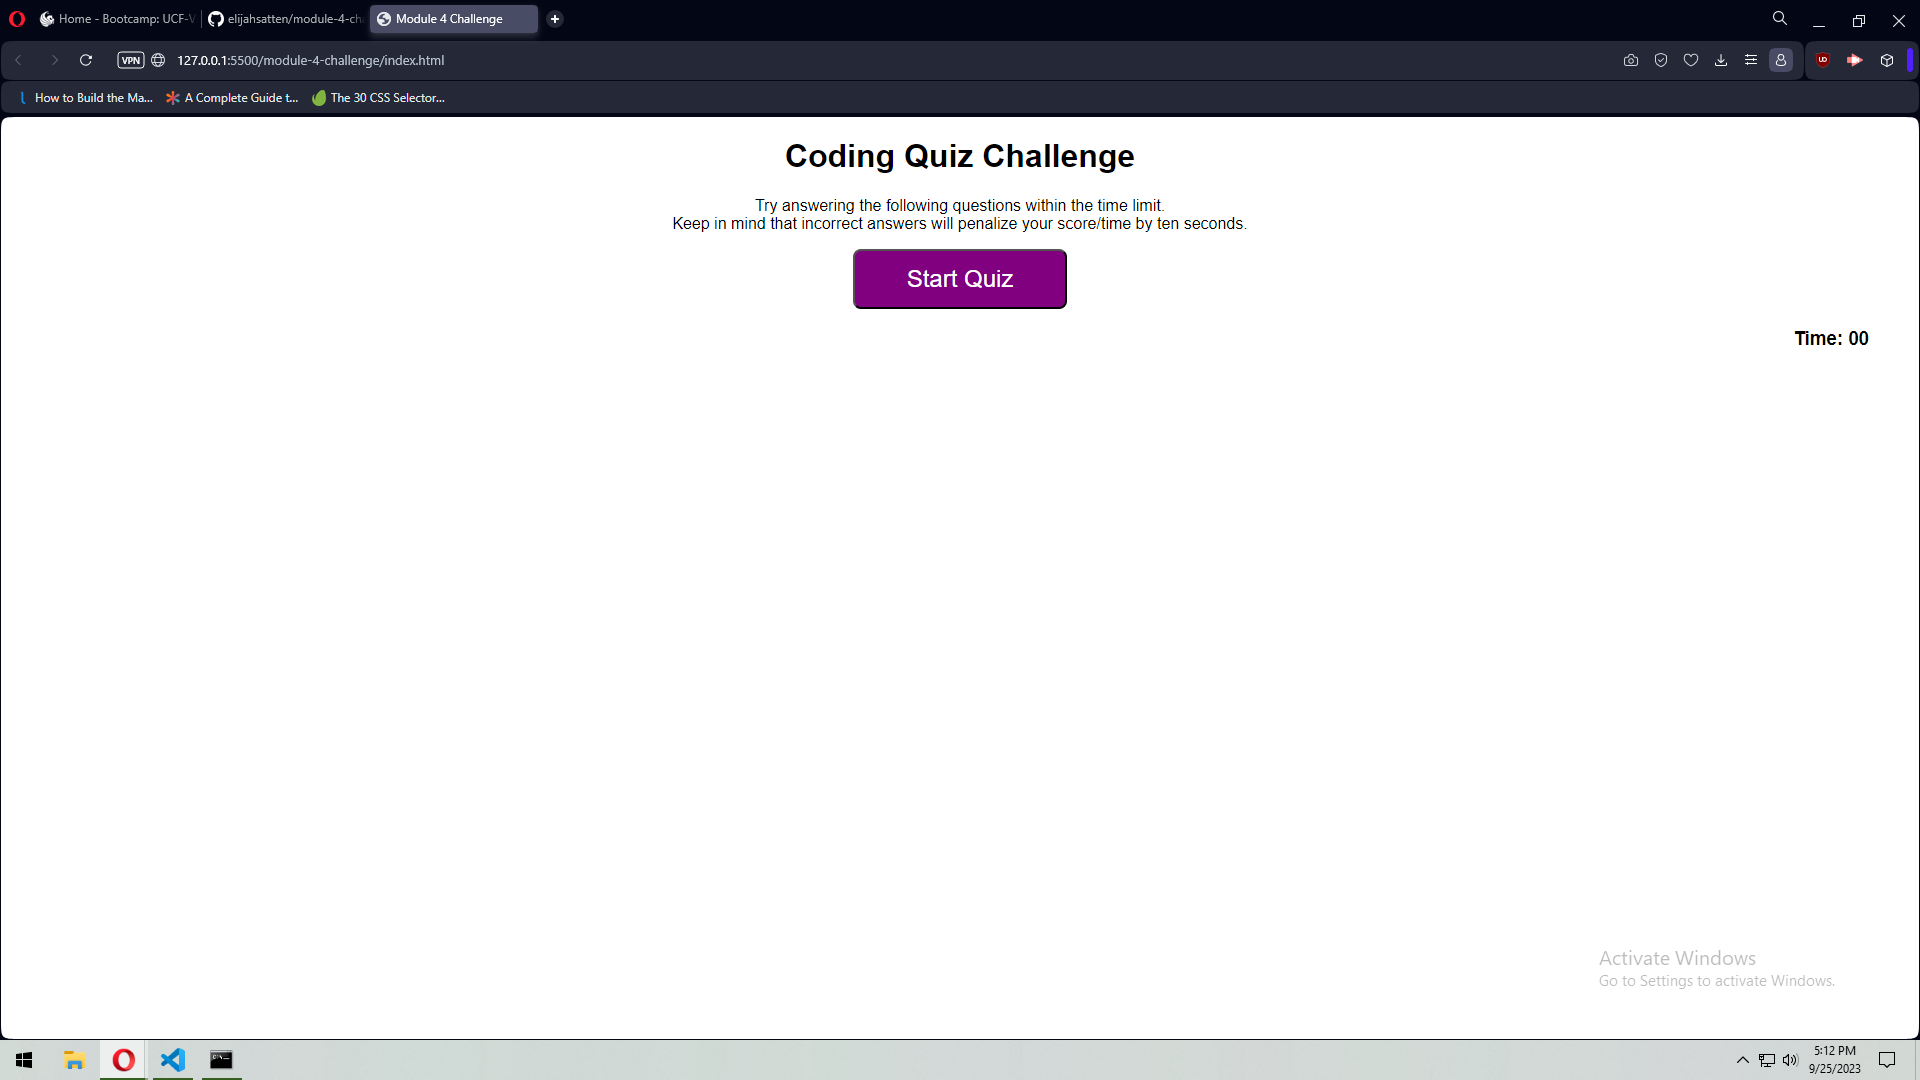 Home - Bootcamp: UCF-V
elijahsatten/module-4-cha
Module 4 Challenge
VPN
127.0.0.1:5500/module-4-challenge/index.html
How to Build the Ma...
A Complete Guide t...
The 30 CSS Selector...
Coding Quiz Challenge
Try answering the following questions within the time limit.
Keep in mind that incorrect answers will penalize your score/time by ten seconds.
Start Quiz
Time: 00
Activate Windows
Go to Settings to activate Windows.
5:12 PM
9/25/2023